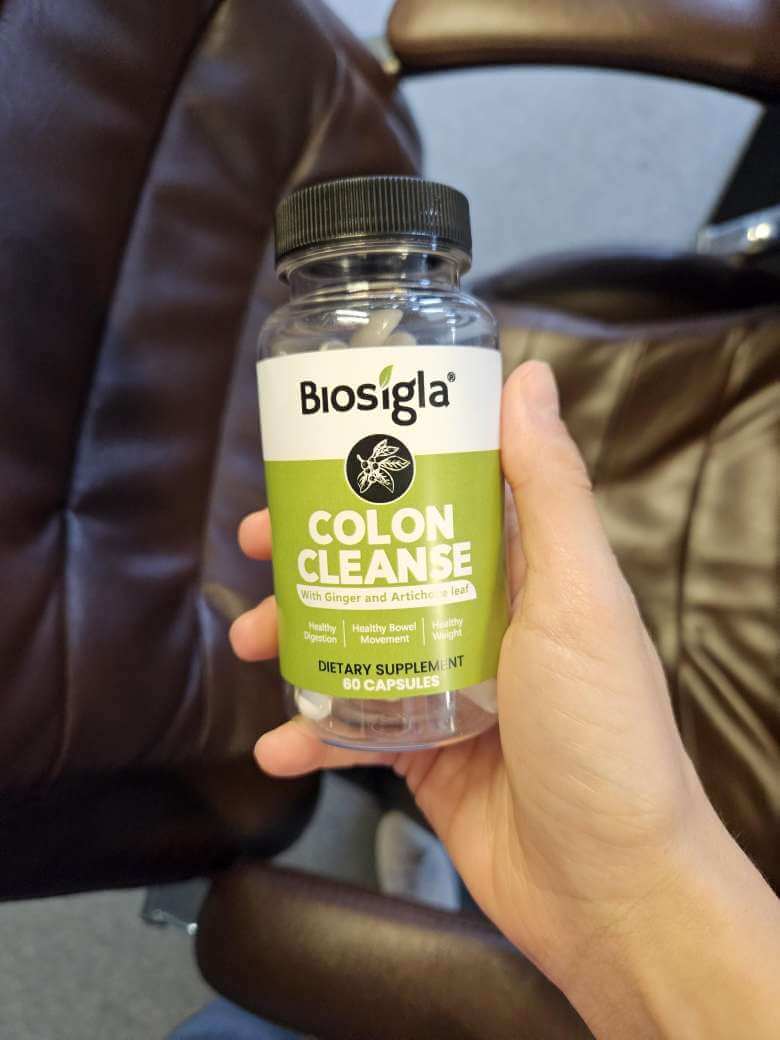 Biosigla®
COLON
CLEANSE
With Ginger and Artichoke leaf
Healthy Digestion
Healthy Bowel Movement
Healthy Weight
DIETARY SUPPLEMENT
60 CAPSULES